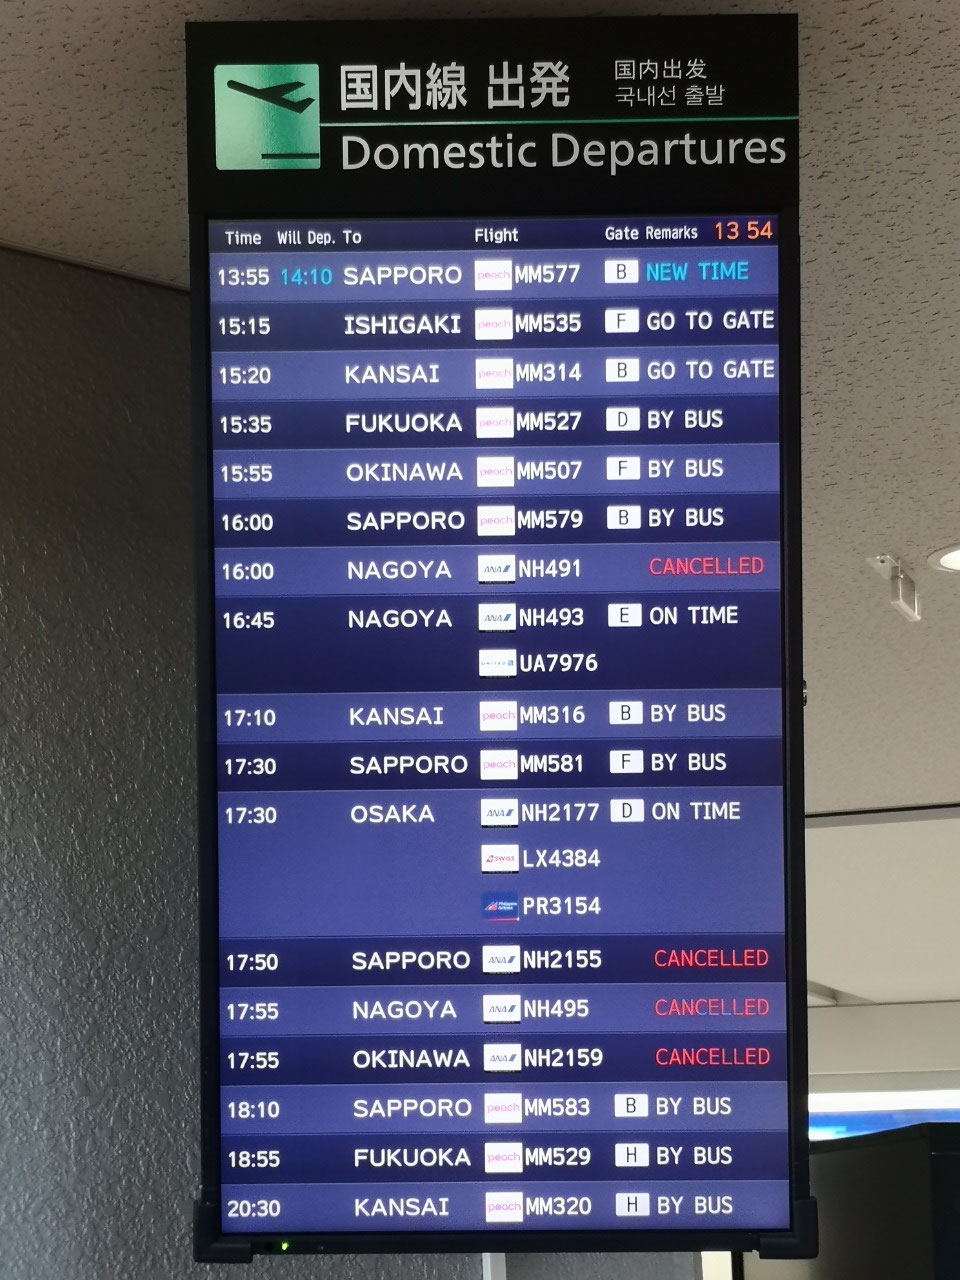 国内線 出発 国内出发
국내선 출발
Domestic Departures
Time Will Dep. To Flight Gate Remarks 13 54
13:55 14:10 SAPPORO peach MM577 B NEW TIME
15:15 ISHIGAKI peach MM535 F GO TO GATE
15:20 KANSAI peach MM314 B GO TO GATE
15:35 FUKUOKA peach MM527 D BY BUS
15:55 OKINAWA peach MM507 F BY BUS
16:00 SAPPORO peach MM579 B BY BUS
16:00 NAGOYA ANA NH491 CANCELLED
16:45 NAGOYA ANA NH493 E ON TIME
UNITED UA7976
17:10 KANSAI peach MM316 B BY BUS
17:30 SAPPORO peach MM581 F BY BUS
17:30 OSAKA ANA NH2177 D ON TIME
SWISS LX4384
Philippine Airlines PR3154
17:50 SAPPORO ANA NH2155 CANCELLED
17:55 NAGOYA ANA NH495 CANCELLED
17:55 OKINAWA ANA NH2159 CANCELLED
18:10 SAPPORO peach MM583 B BY BUS
18:55 FUKUOKA peach MM529 H BY BUS
20:30 KANSAI peach MM320 H BY BUS